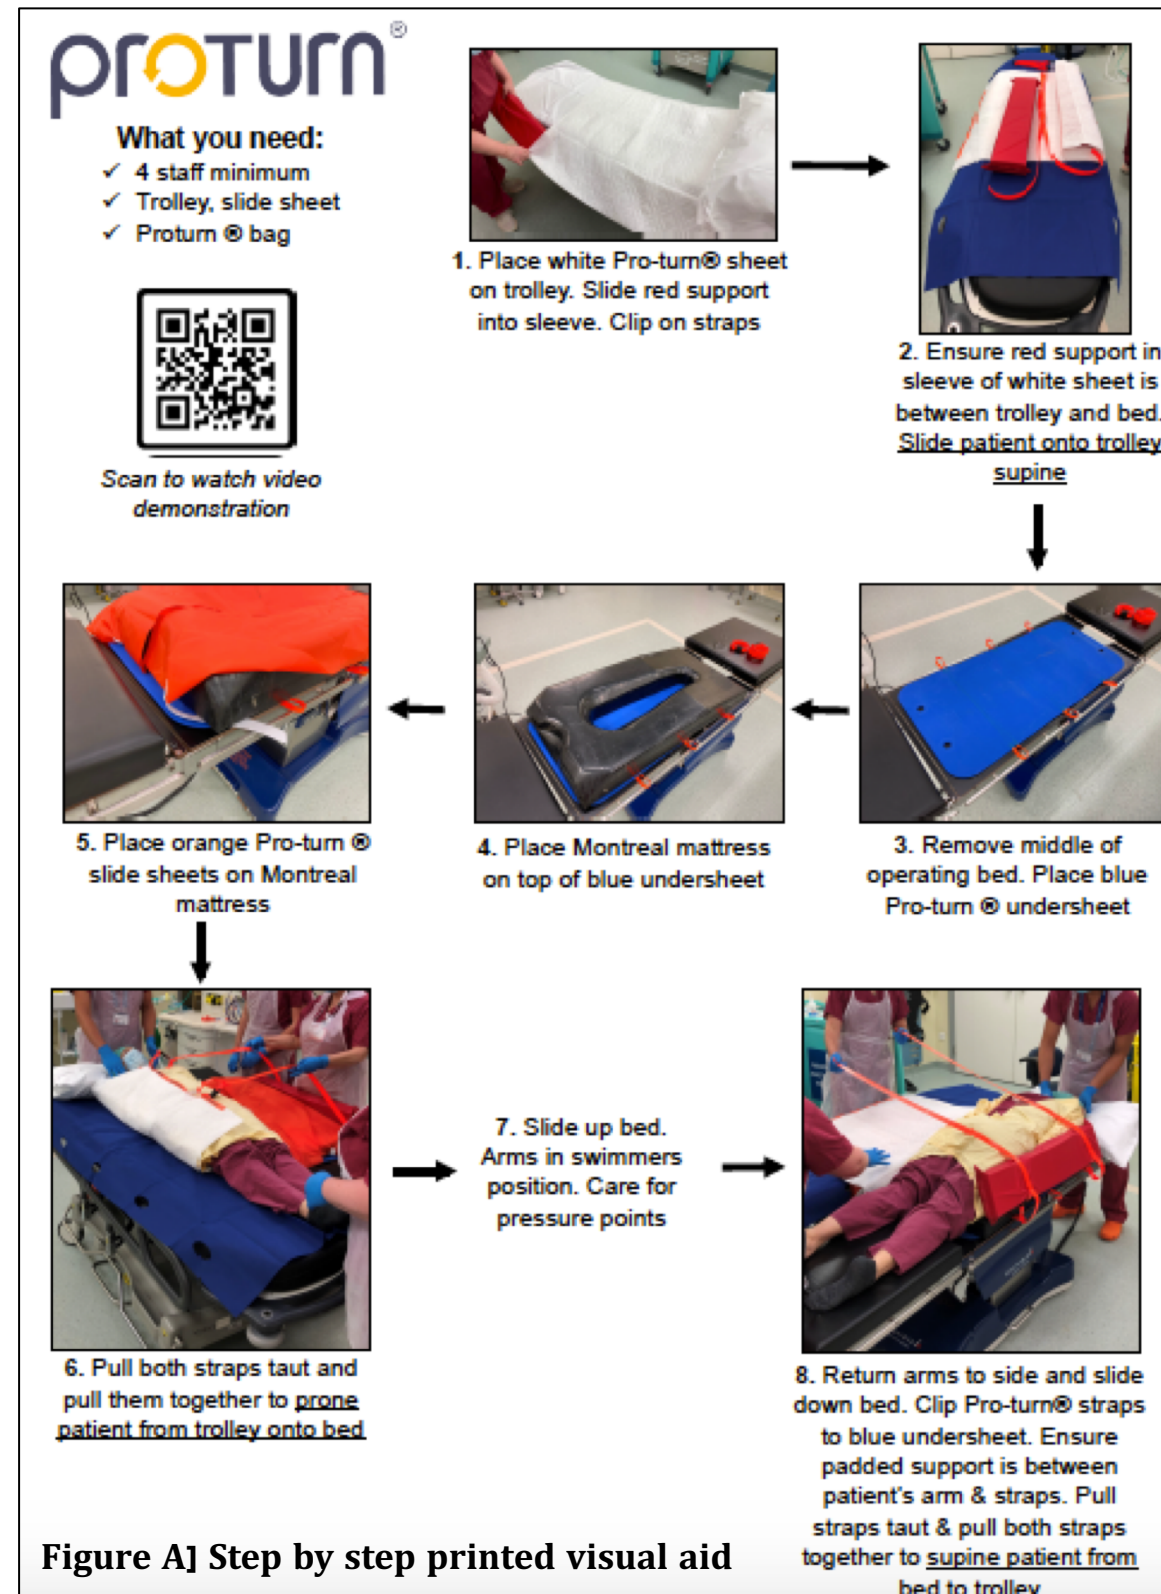 proturn®
What you need:
✓ 4 staff minimum
✓ Trolley, slide sheet
✓ Proturn ® bag
Scan to watch video
demonstration
1. Place white Pro-turn® sheet
on trolley. Slide red support
into sleeve. Clip on straps
2. Ensure red support in
sleeve of white sheet is
between trolley and bed.
Slide patient onto trolley
supine
3. Remove middle of
operating bed. Place blue
Pro-turn ® undersheet
4. Place Montreal mattress
on top of blue undersheet
5. Place orange Pro-turn ®
slide sheets on Montreal
mattress
6. Pull both straps taut and
pull them together to prone
patient from trolley onto bed
7. Slide up bed.
Arms in swimmers
position. Care for
pressure points
8. Return arms to side and slide
down bed. Clip Pro-turn® straps
to blue undersheet. Ensure
padded support is between
patient's arm & straps. Pull
straps taut & pull both straps
together to supine patient from
bed to trolley
Figure A] Step by step printed visual aid